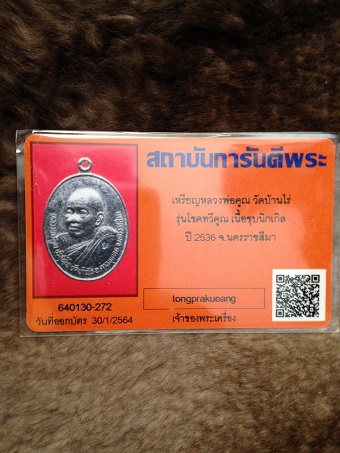 สถาบันการันตีพระ
เหรียญหลวงพ่อคูณ วัดบ้านไร่
รุ่นโชคทวีคูณ เนื้อชุบนิกเกิล
ปี 2536 จ.นครราชสีมา
tongprakueang
640130-272
วันที่ออกบัตร 30/1/2564
เจ้าของพระเครื่อง